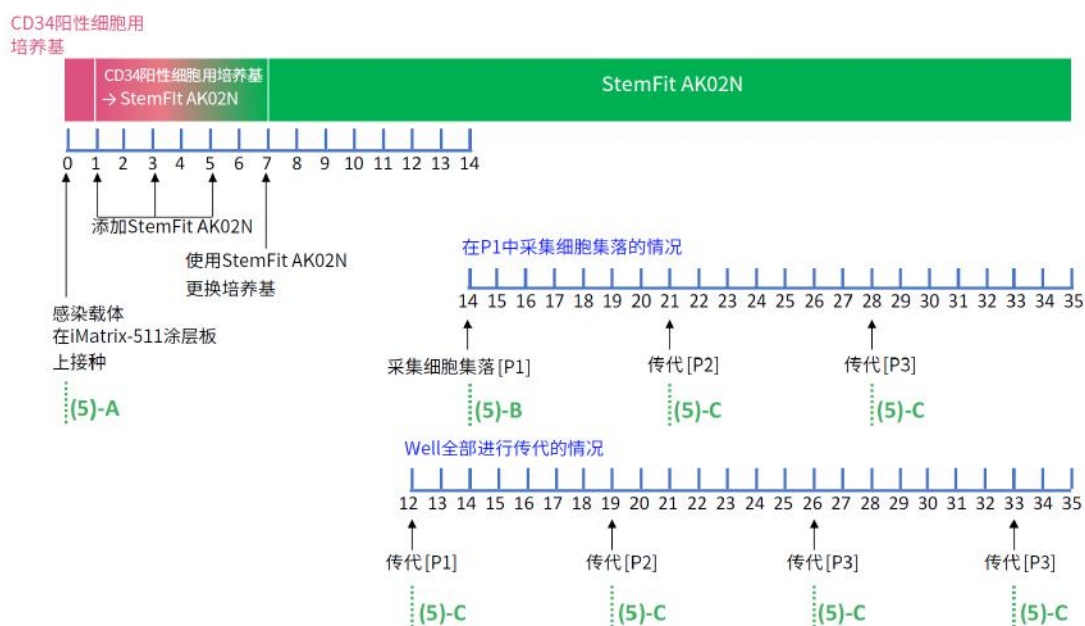 CD34阳性细胞用
培养基
CD34阳性细胞用培养基
→ StemFit AK02N
StemFit AK02N
0 1 2 3 4 5 6 7 8 9 10 11 12 13 14
添加StemFit AK02N
使用StemFit AK02N
更换培养基
感染载体
在iMatrix-511涂层板
上接种
(5)-A
在P1中采集细胞集落的情况
14 15 16 17 18 19 20 21 22 23 24 25 26 27 28 29 30 31 32 33 34 35
采集细胞集落[P1] 传代[P2] 传代[P3]
(5)-B (5)-C (5)-C
Well全部进行传代的情况
12 13 14 15 16 17 18 19 20 21 22 23 24 25 26 27 28 29 30 31 32 33 34 35
传代[P1] 传代[P2] 传代[P3] 传代[P3]
(5)-C (5)-C (5)-C (5)-C